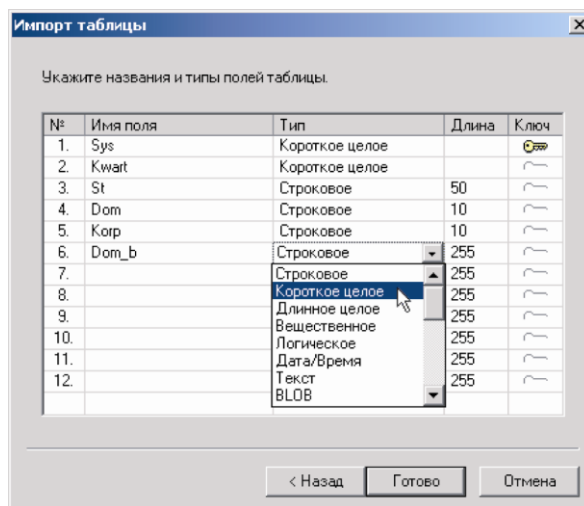 Импорт таблицы
Укажите названия и типы полей таблицы.
№ Имя поля Тип Длина Ключ
1. Sys Короткое целое
2. Kwart Короткое целое
3. St Строковое 50
4. Dom Строковое 10
5. Korp Строковое 10
6. Dom_b Строковое 255
7. Строковое 255
8. Короткое целое 255
9. Длинное целое 255
Вещественное
10. Логическое 255
11. Дата/Время 255
12. Текст 255
BLOB
< Назад Готово Отмена